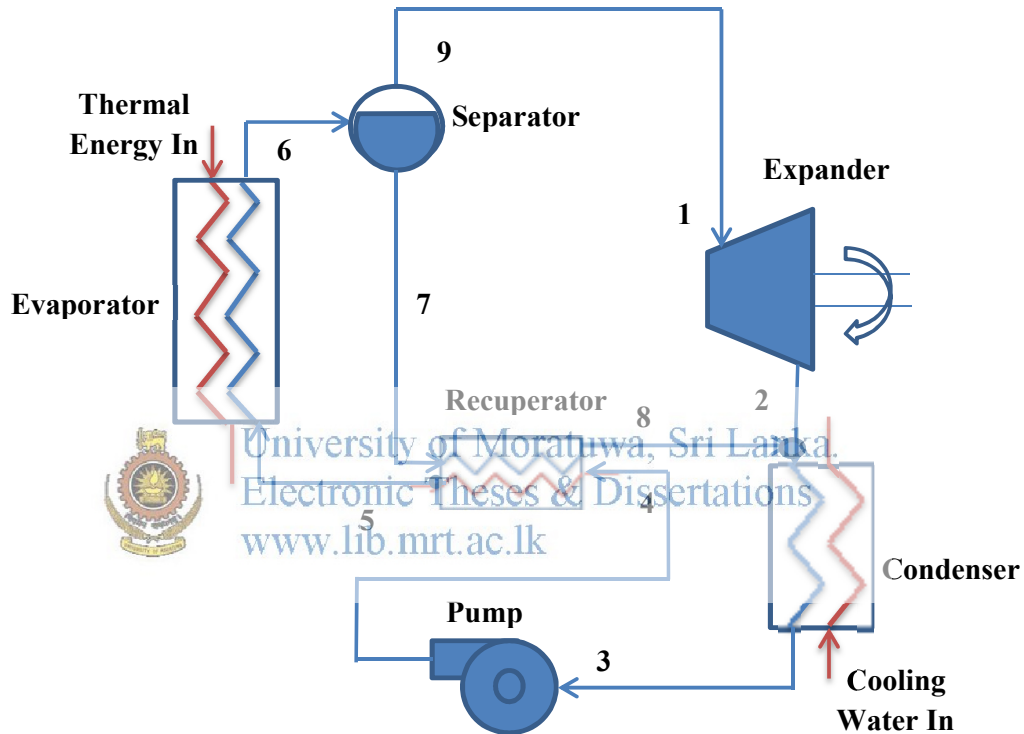 9
Thermal
Energy In
6
Separator
Expander
1
Evaporator
7
Recuperator
8
2
University of Moratuwa, Sri Lanka.
Electronic Theses & Dissertations
www.lib.mrt.ac.lk
5
4
Condenser
Pump
3
Cooling
Water In